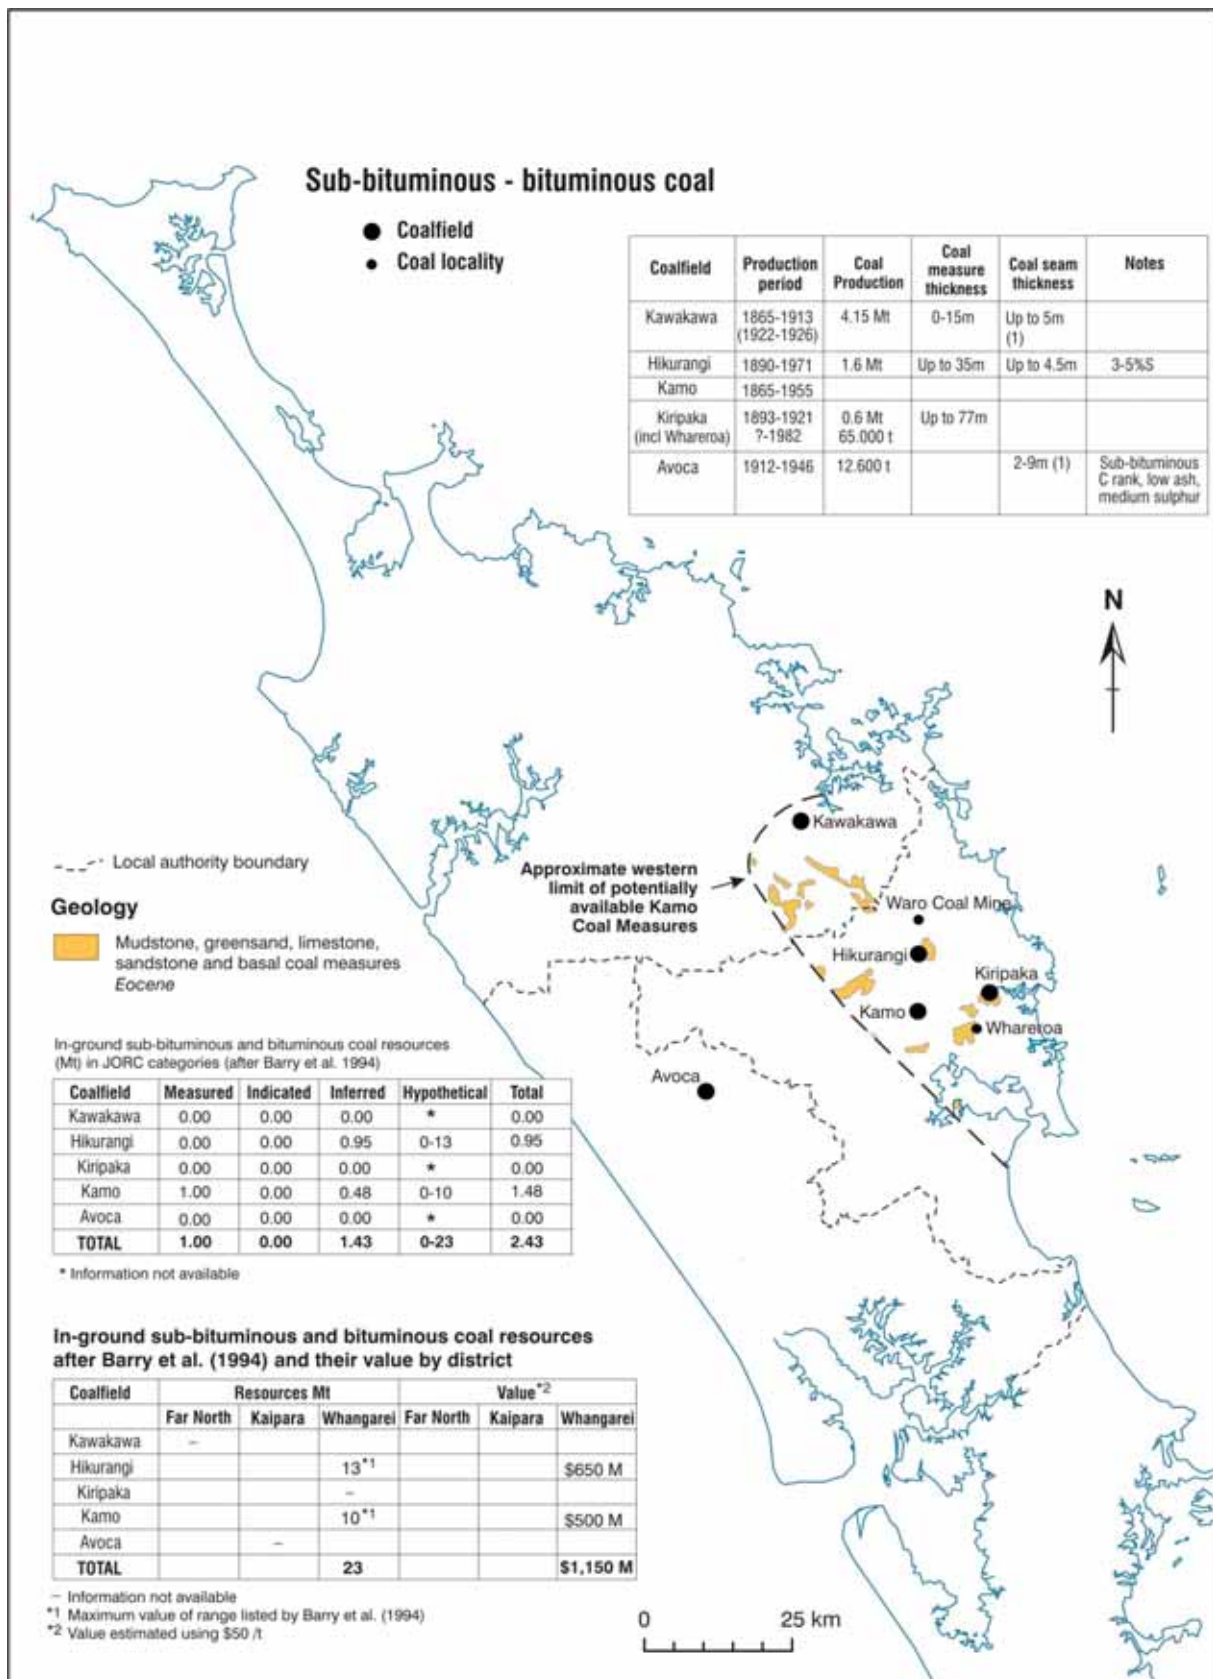 Sub-bituminous - bituminous coal
Coalfield
Coal locality
Coalfield Production period Coal Production Coal measure thickness Coal seam thickness Notes
Kawakawa 1865-1913 (1922-1926) 4.15 Mt 0-15m Up to 5m (1)
Hikurangi 1890-1971 1.6 Mt Up to 35m Up to 4.5m 3-5%S
Kamo 1865-1955
Kiripaka (incl Whareroa) 1893-1921 ?-1982 0.6 Mt 65.000 t Up to 77m
Avoca 1912-1946 12.600 t 2-9m (1) Sub-bituminous C rank, low ash, medium sulphur
N
Kawakawa
Approximate western
limit of potentially
available Kamo
Coal Measures
Waro Coal Mine
Hikurangi
Kiripaka
Kamo
Whareroa
Avoca
Local authority boundary
Geology
Mudstone, greensand, limestone,
sandstone and basal coal measures
Eocene
In-ground sub-bituminous and bituminous coal resources
(Mt) in JORC categories (after Barry et al. 1994)
Coalfield Measured Indicated Inferred Hypothetical Total
Kawakawa 0.00 0.00 0.00 * 0.00
Hikurangi 0.00 0.00 0.95 0-13 0.95
Kiripaka 0.00 0.00 0.00 * 0.00
Kamo 1.00 0.00 0.48 0-10 1.48
Avoca 0.00 0.00 0.00 * 0.00
TOTAL 1.00 0.00 1.43 0-23 2.43
* Information not available
In-ground sub-bituminous and bituminous coal resources
after Barry et al. (1994) and their value by district
Coalfield Resources Mt Value*2
Far North Kaipara Whangarei Far North Kaipara Whangarei
Kawakawa –
Hikurangi 13*1 $650 M
Kiripaka –
Kamo 10*1 $500 M
Avoca –
TOTAL 23 $1,150 M
– Information not available
*1 Maximum value of range listed by Barry et al. (1994)
*2 Value estimated using $50 /t
0 25 km